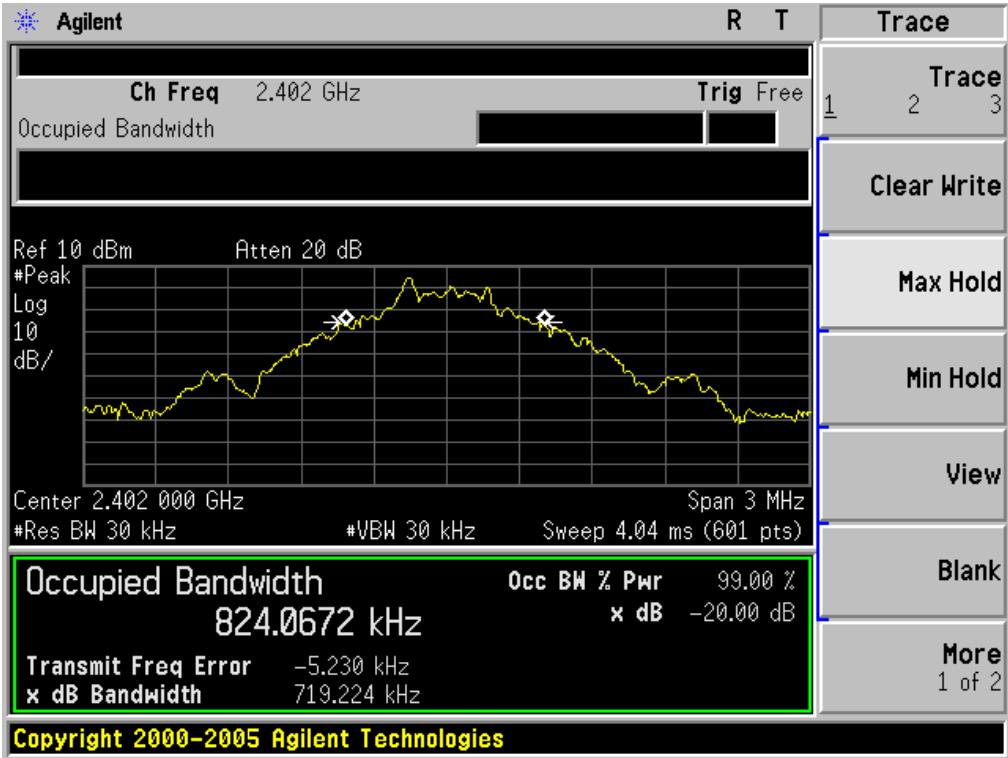 Agilent R T Trace
Ch Freq 2.402 GHz Trig Free
Occupied Bandwidth
Trace
1 2 3
Clear Write
Ref 10 dBm Atten 20 dB
#Peak
Log
10
dB/
Max Hold
Min Hold
View
Center 2.402 000 GHz Span 3 MHz
#Res BW 30 kHz #VBW 30 kHz Sweep 4.04 ms (601 pts)
Occupied Bandwidth
824.0672 kHz
Occ BW % Pwr 99.00 %
x dB -20.00 dB
Transmit Freq Error -5.230 kHz
x dB Bandwidth 719.224 kHz
Blank
More
1 of 2
Copyright 2000-2005 Agilent Technologies